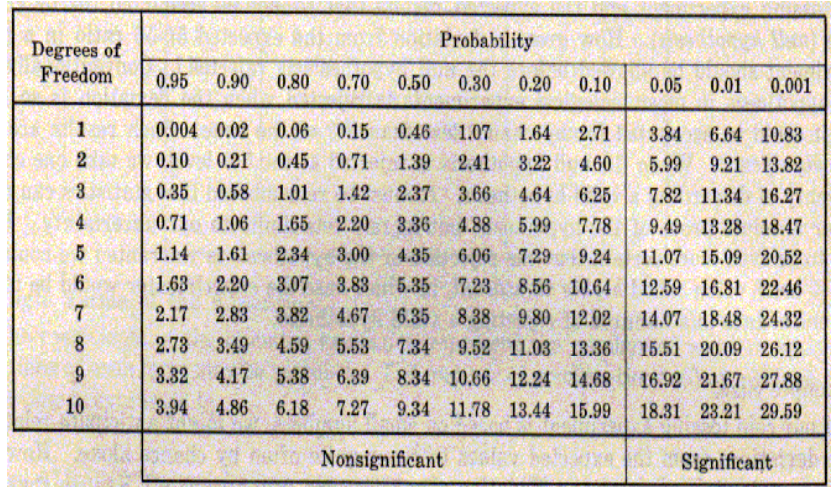 Degrees of Freedom Probability
0.95 0.90 0.80 0.70 0.50 0.30 0.20 0.10 0.05 0.01 0.001
1 0.004 0.02 0.06 0.15 0.46 1.07 1.64 2.71 3.84 6.64 10.83
2 0.10 0.21 0.45 0.71 1.39 2.41 3.22 4.60 5.99 9.21 13.82
3 0.35 0.58 1.01 1.42 2.37 3.66 4.64 6.25 7.82 11.34 16.27
4 0.71 1.06 1.65 2.20 3.36 4.88 5.99 7.78 9.49 13.28 18.47
5 1.14 1.61 2.34 3.00 4.35 6.06 7.29 9.24 11.07 15.09 20.52
6 1.63 2.20 3.07 3.83 5.35 7.23 8.56 10.64 12.59 16.81 22.46
7 2.17 2.83 3.82 4.67 6.35 8.38 9.80 12.02 14.07 18.48 24.32
8 2.73 3.49 4.59 5.53 7.34 9.52 11.03 13.36 15.51 20.09 26.12
9 3.32 4.17 5.38 6.39 8.34 10.66 12.24 14.68 16.92 21.67 27.88
10 3.94 4.86 6.18 7.27 9.34 11.78 13.44 15.99 18.31 23.21 29.59
Nonsignificant Significant